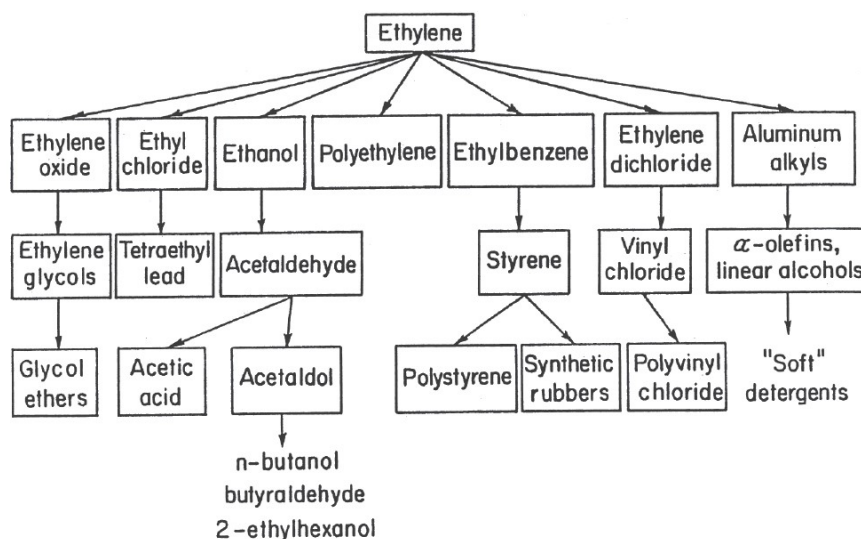 Ethylene
Ethylene
oxide
Ethyl
chloride
Ethanol
Polyethylene
Ethylbenzene
Ethylene
dichloride
Aluminum
alkyls
Ethylene
glycols
Tetraethyl
lead
Acetaldehyde
Styrene
Vinyl
chloride
α-olefins,
linear alcohols
Glycol
ethers
Acetic
acid
Acetaldol
Polystyrene
Synthetic
rubbers
Polyvinyl
chloride
"Soft"
detergents
n-butanol
butyraldehyde
2-ethylhexanol